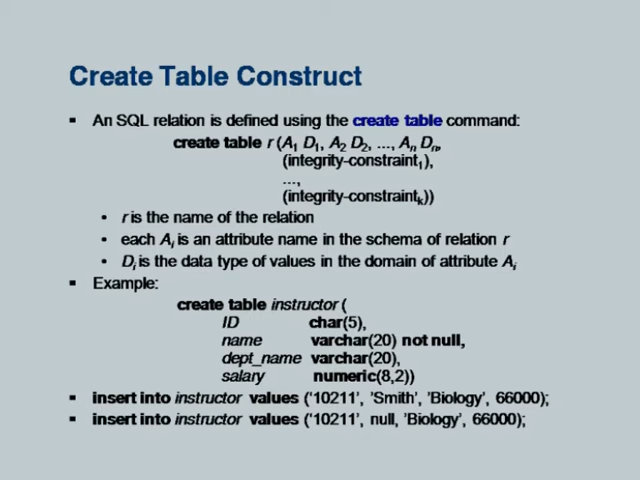 Create Table Construct
▪ An SQL relation is defined using the create table command:
create table r (A1 D1, A2 D2, ..., An Dn,
(integrity-constraint1),
...,
(integrity-constraintk))
• r is the name of the relation
• each Ai is an attribute name in the schema of relation r
• Di is the data type of values in the domain of attribute Ai
▪ Example:
create table instructor (
ID char(5),
name varchar(20) not null,
dept_name varchar(20),
salary numeric(8,2))
▪ insert into instructor values ('10211', 'Smith', 'Biology', 66000);
▪ insert into instructor values ('10211', null, 'Biology', 66000);